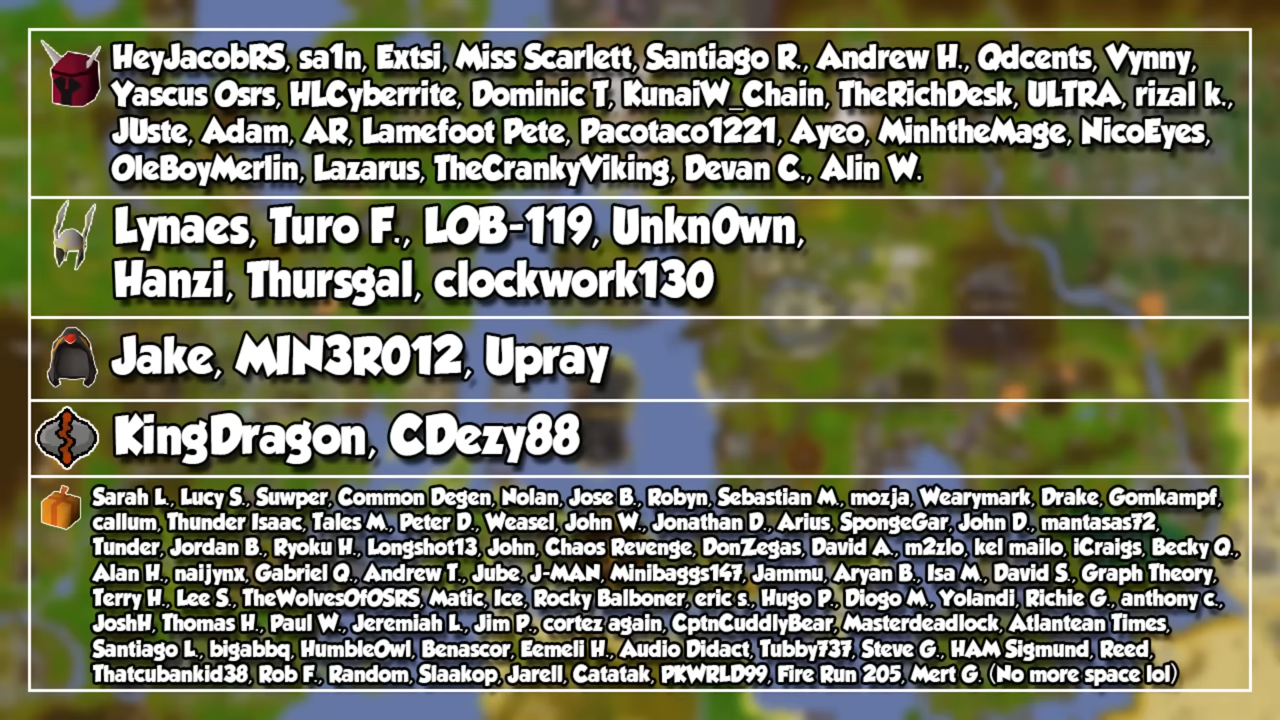 HeyJacobRS, sa1n, Extsi, Miss Scarlett, Santiago R., Andrew H., Qdcents, Vynny,
Yascus Osrs, HLCyberrite, Dominic T, KunaiW_Chain, TheRichDesk, ULTRA, rizal k.,
JUste, Adam, AR, Lamefoot Pete, Pacotaco1221, Ayeo, MinhtheMage, NicoEyes,
OleBoyMerlin, Lazarus, TheCrankyViking, Devan C., Alin W.
Lynaes, Turo F., LOB-119, Unkn0wn,
Hanzi, Thursgal, clockwork130
Jake, MIN3R012, Upray
KingDragon, CDezy88
Sarah L., Lucy S., Suwper, Common Degen, Nolan, Jose B., Robyn, Sebastian M., mozja, Wearymark, Drake, Gomkampf,
callum, Thunder Isaac, Tales M., Peter D., Weasel, John W., Jonathan D., Arius, SpongeGar, John D., mantasas72,
Tunder, Jordan B., Ryoku H., Longshot13, John, Chaos Revenge, DonZegas, David A., m2zlo, kel mailo, iCraigs, Becky Q.,
Alan H., naijynx, Gabriel Q., Andrew T., Jube, J-MAN, Minibaggs147, Jammu, Aryan B., Isa M., David S., Graph Theory,
Terry H., Lee S., TheWolvesOfOSRS, Matic, Ice, Rocky Balboner, eric s., Hugo P., Diogo M., Yolandi, Richie G., anthony c.,
JoshH, Thomas H., Paul W., Jeremiah L., Jim P., cortez again, CptnCuddlyBear, Masterdeadlock, Atlantean Times,
Santiago L., bigabbq, HumbleOwl, Benascor, Eemeli H., Audio Didact, Tubby737, Steve G., HAM Sigmund, Reed,
Thatcubankid38, Rob F., Random, Slaakop, Jarell, Catatak, PKWRLD99, Fire Run 205, Mert G. (No more space lol)